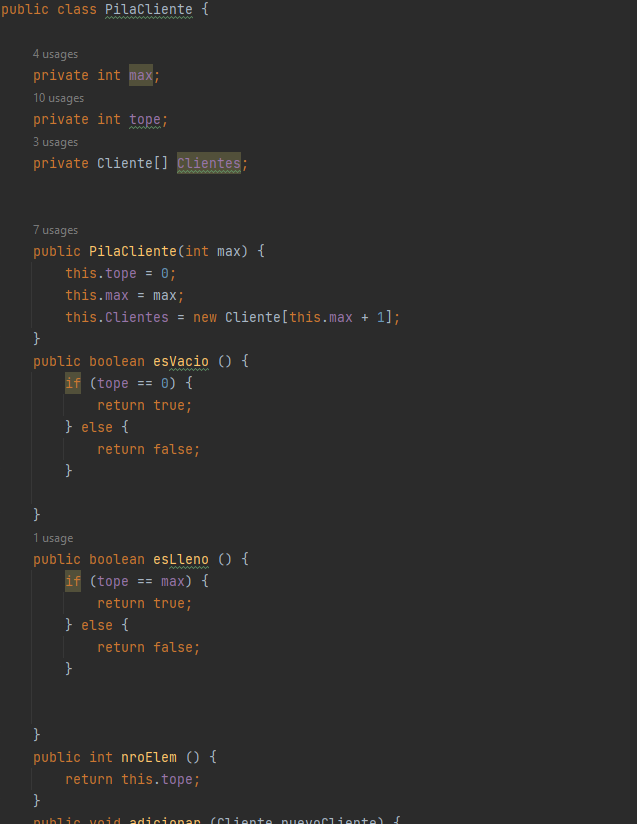 public class PilaCliente {
4 usages
private int max;
10 usages
private int tope;
3 usages
private Cliente[] Clientes;
7 usages
public PilaCliente(int max) {
this.tope = 0;
this.max = max;
this.Clientes = new Cliente[this.max + 1];
}
public boolean esVacio () {
if (tope == 0) {
return true;
} else {
return false;
}
}
1 usage
public boolean esLleno () {
if (tope == max) {
return true;
} else {
return false;
}
}
public int nroElem () {
return this.tope;
}
public void adicionar (Cliente nuevoCliente) {